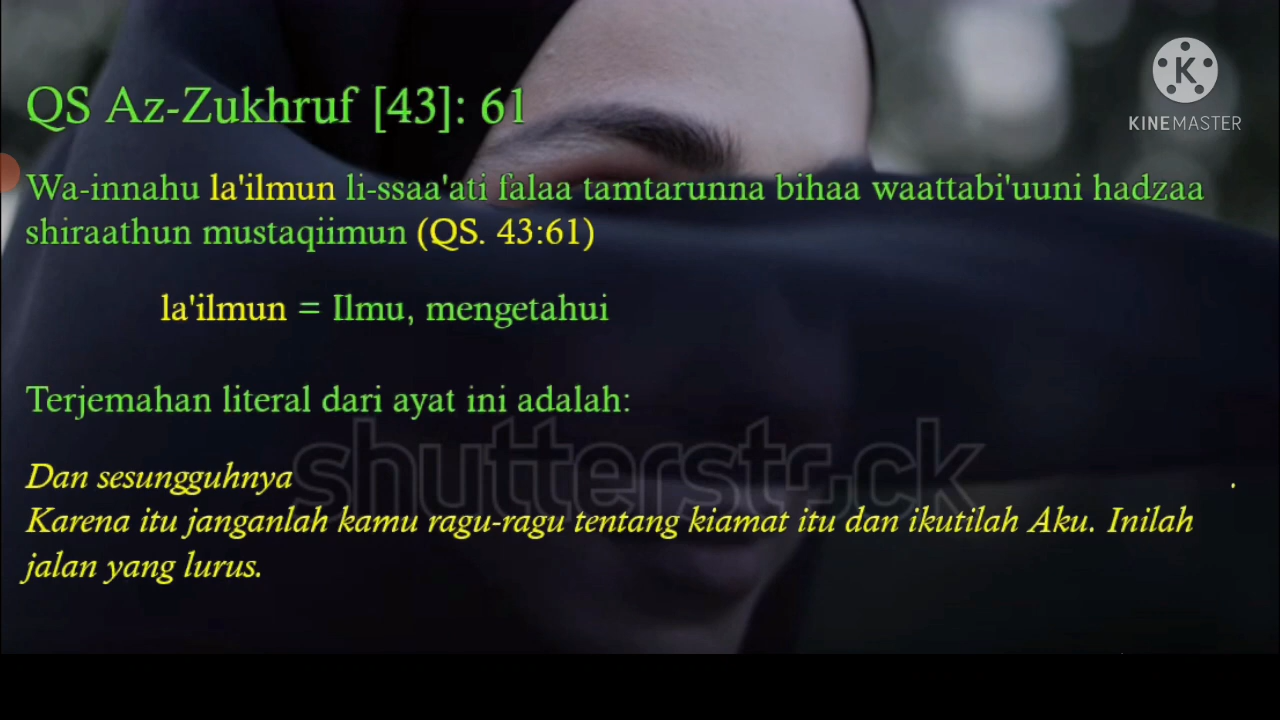 KINEMASTER
QS Az-Zukhruf [43]: 61
Wa-innahu la'ilmun li-ssaa'ati falaa tamtarunna bihaa waattabi'uuni hadzaa
shiraathun mustaqiimun (QS. 43:61)
la'ilmun = Ilmu, mengetahui
Terjemahan literal dari ayat ini adalah:
shutterstock
Dan sesungguhnya
.
Karena itu janganlah kamu ragu-ragu tentang kiamat itu dan ikutilah Aku. Inilah
jalan yang lurus.